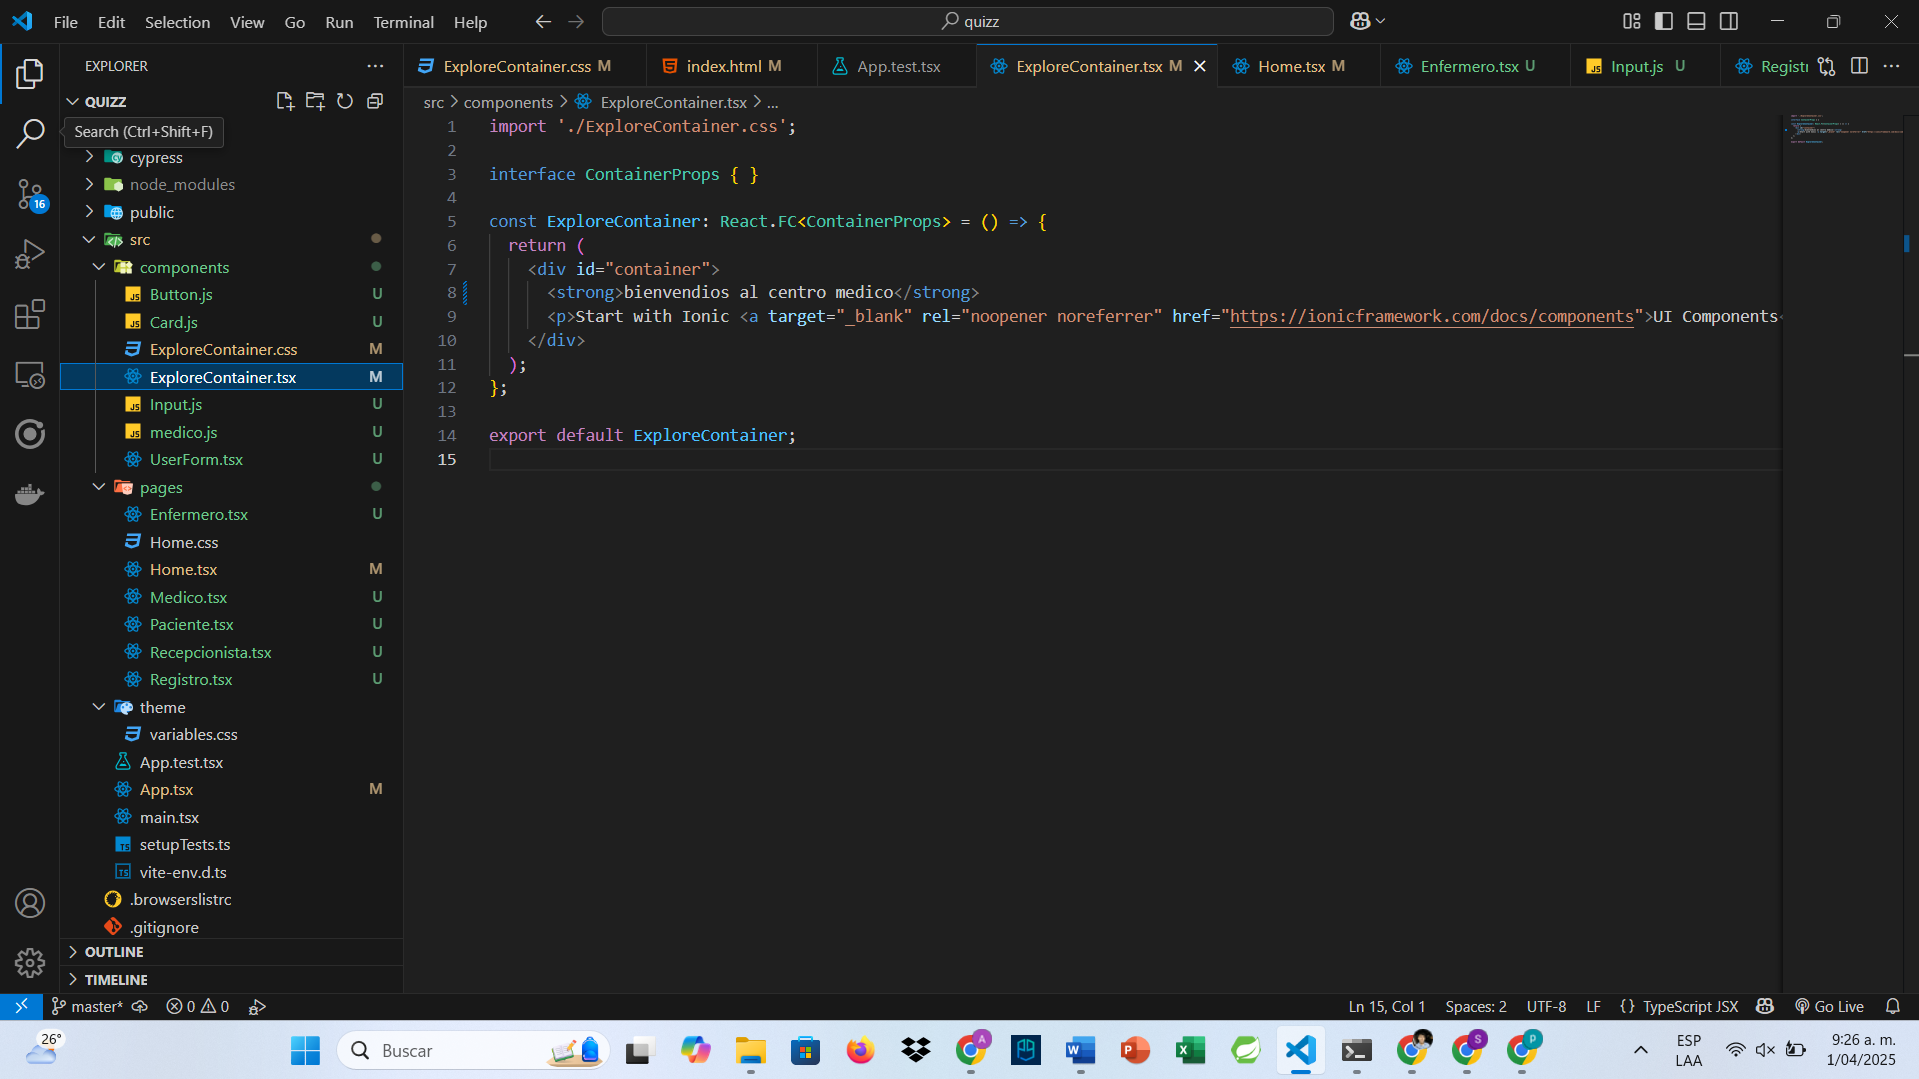 File Edit Selection View Go Run Terminal Help
quizz
EXPLORER
ExploreContainer.css M
index.html M
App.test.tsx
ExploreContainer.tsx M
Home.tsx M
Enfermero.tsx U
Input.js U
Registr
QUIZZ
src > components > ExploreContainer.tsx > ...
Search (Ctrl+Shift+F)
cypress
node_modules
public
src
components
Button.js U
Card.js U
ExploreContainer.css M
ExploreContainer.tsx M
Input.js U
medico.js U
UserForm.tsx U
pages
Enfermero.tsx U
Home.css
Home.tsx M
Medico.tsx U
Paciente.tsx U
Recepcionista.tsx U
Registro.tsx U
theme
variables.css
App.test.tsx
App.tsx M
main.tsx
setupTests.ts
vite-env.d.ts
.browserslistrc
.gitignore
OUTLINE
TIMELINE
16
1 import './ExploreContainer.css';
2
3 interface ContainerProps { }
4
5 const ExploreContainer: React.FC<ContainerProps> = () => {
6 return (
7 <div id="container">
8 <strong>bienvendios al centro medico</strong>
9 <p>Start with Ionic <a target="_blank" rel="noopener noreferrer" href="https://ionicframework.com/docs/components">UI Components<
10 </div>
11 );
12 };
13
14 export default ExploreContainer;
15
master* 0 0
Ln 15, Col 1 Spaces: 2 UTF-8 LF {} TypeScript JSX Go Live
26°
Buscar
A
S
P
ESP
LAA
9:26 a. m.
1/04/2025